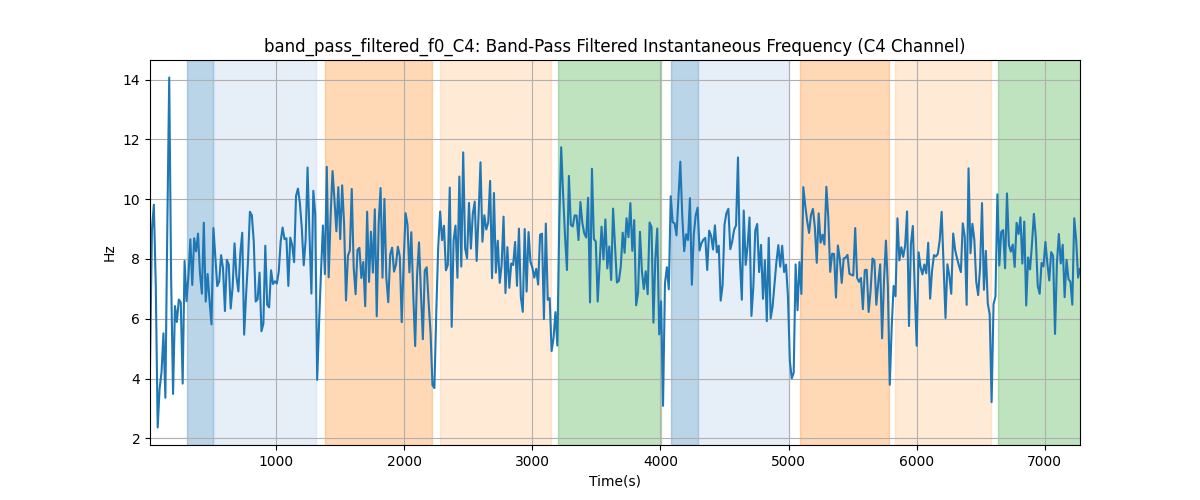 band_pass_filtered_f0_C4: Band-Pass Filtered Instantaneous Frequency (C4 Channel)
14
12
10
8
6
4
2
Hz
1000 2000 3000 4000 5000 6000 7000
Time(s)